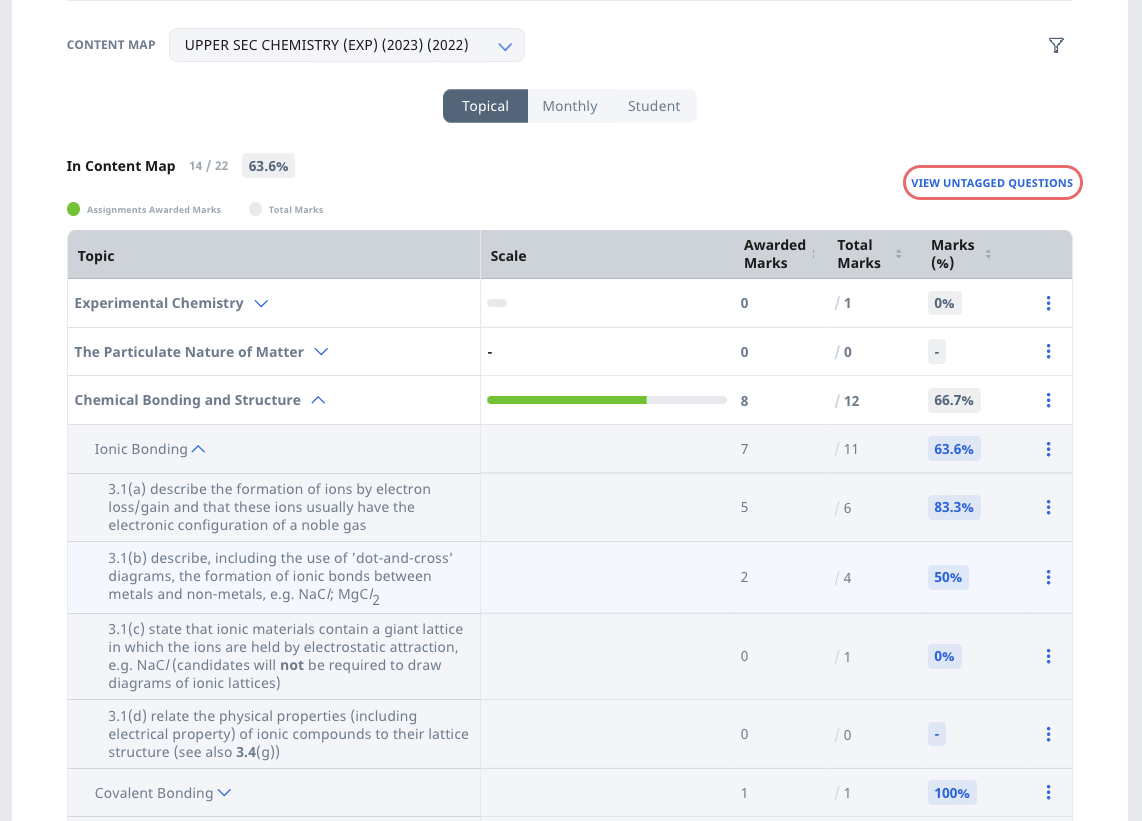 CONTENT MAP UPPER SEC CHEMISTRY (EXP) (2023) (2022)
Topical Monthly Student
In Content Map 14 / 22 63.6%
VIEW UNTAGGED QUESTIONS
Assignments Awarded Marks Total Marks
Topic Scale Awarded Marks Total Marks Marks (%)
Experimental Chemistry 0 / 1 0%
The Particulate Nature of Matter - 0 / 0 -
Chemical Bonding and Structure 8 / 12 66.7%
Ionic Bonding 7 / 11 63.6%
3.1(a) describe the formation of ions by electron
loss/gain and that these ions usually have the
electronic configuration of a noble gas
5 / 6 83.3%
3.1(b) describe, including the use of 'dot-and-cross'
diagrams, the formation of ionic bonds between
metals and non-metals, e.g. NaCl; MgCl2
2 / 4 50%
3.1(c) state that ionic materials contain a giant lattice
in which the ions are held by electrostatic attraction,
e.g. NaCl (candidates will not be required to draw
diagrams of ionic lattices)
0 / 1 0%
3.1(d) relate the physical properties (including
electrical property) of ionic compounds to their lattice
structure (see also 3.4(g))
0 / 0 -
Covalent Bonding 1 / 1 100%